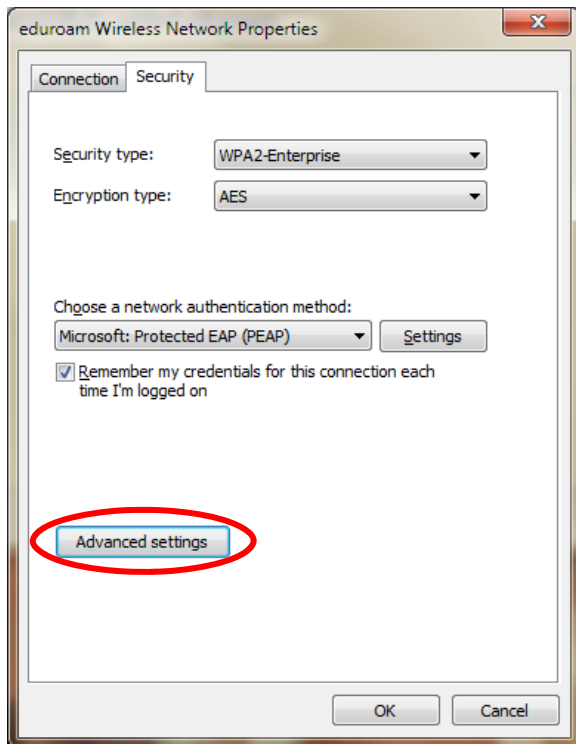 eduroam Wireless Network Properties
Connection Security
Security type: WPA2-Enterprise
Encryption type: AES
Choose a network authentication method:
Microsoft: Protected EAP (PEAP) Settings
Remember my credentials for this connection each
time I'm logged on
Advanced settings
OK Cancel